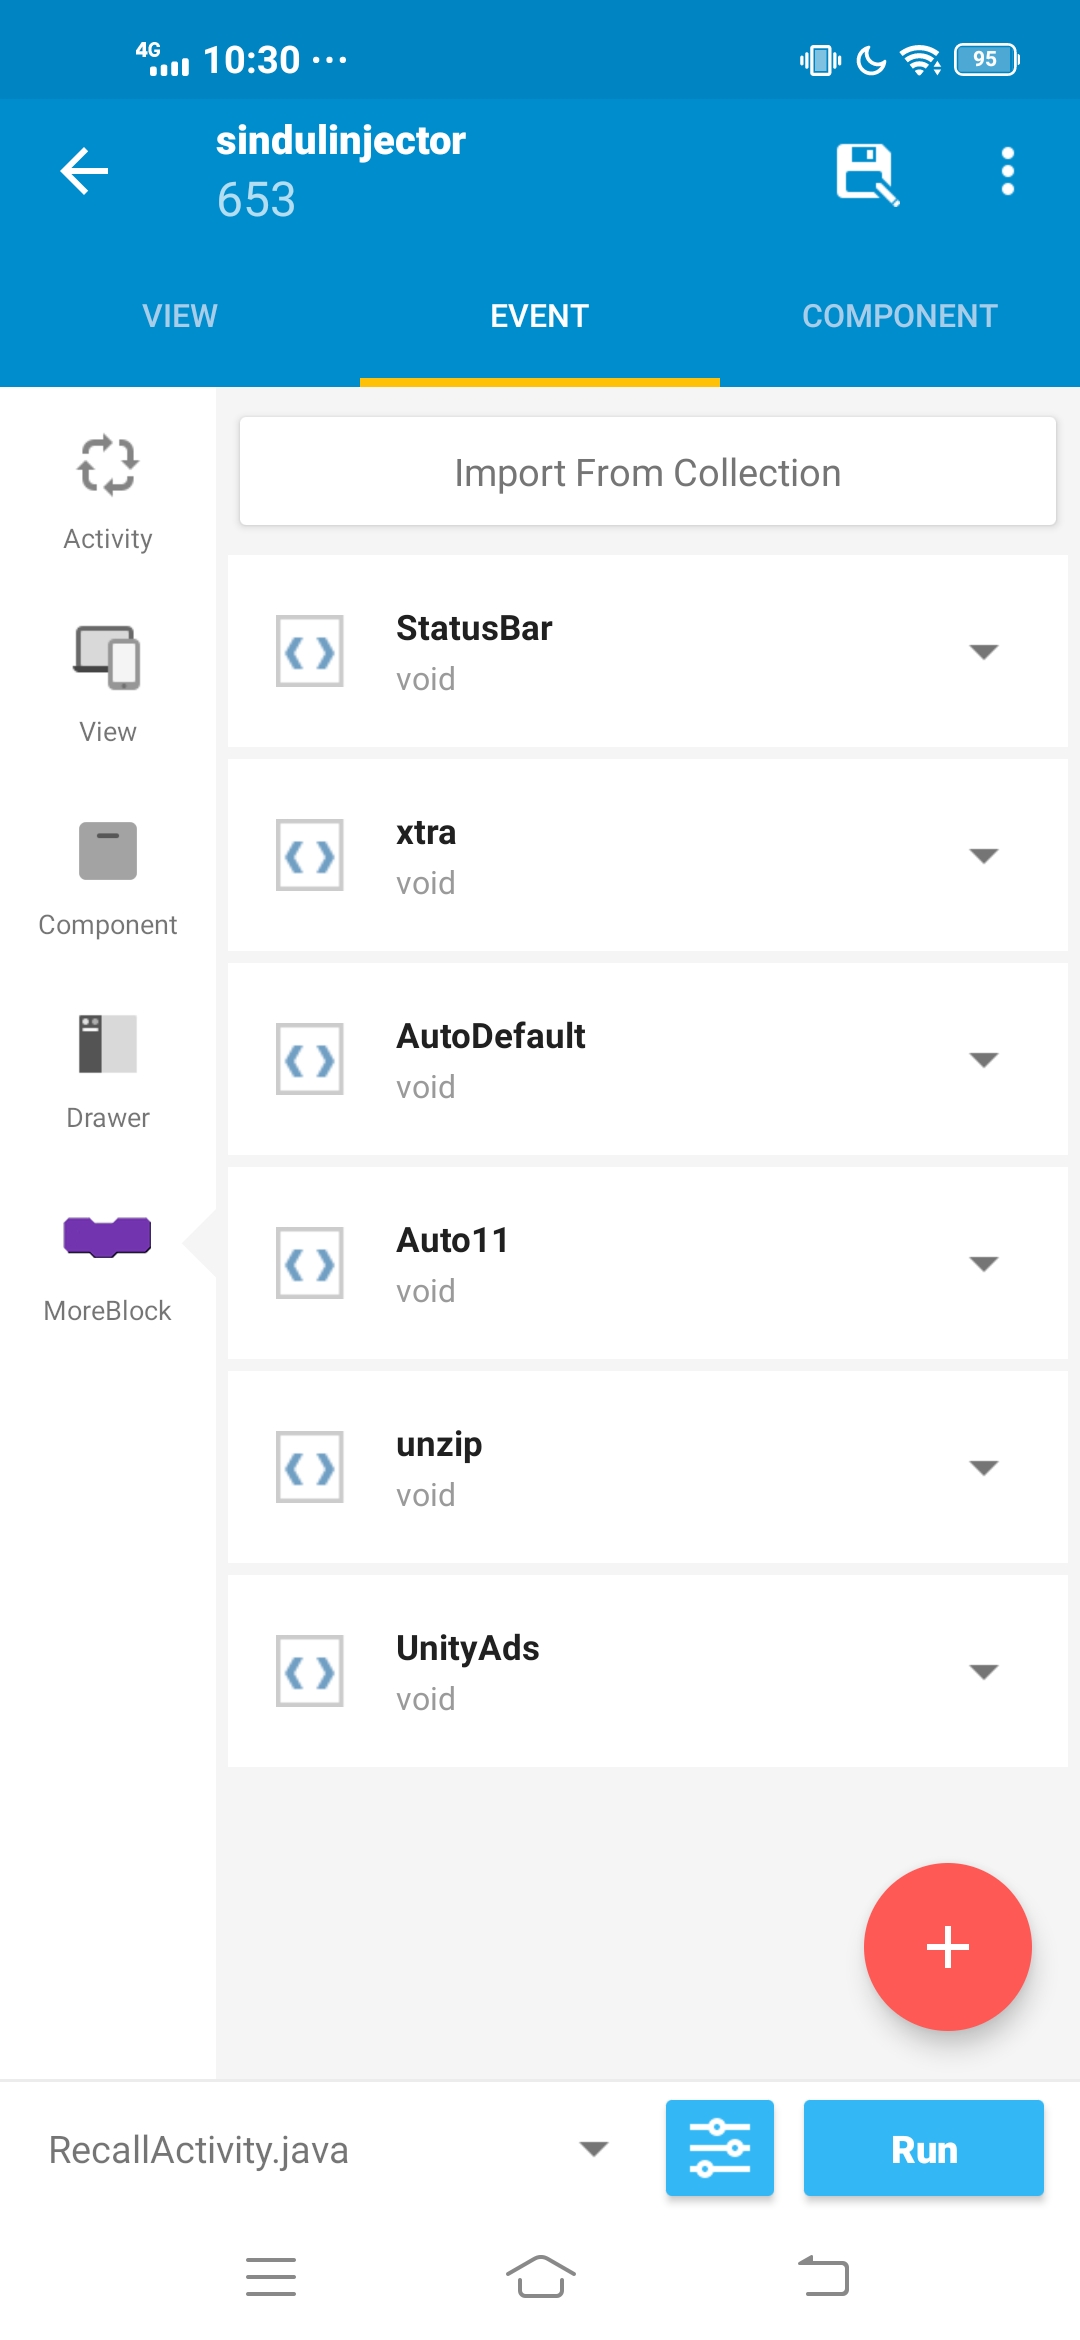 4G 10:30 ... 95
sindulinjector
653
VIEW EVENT COMPONENT
Activity
View
Component
Drawer
MoreBlock
Import From Collection
StatusBar
void
xtra
void
AutoDefault
void
Auto11
void
unzip
void
UnityAds
void
RecallActivity.java
Run